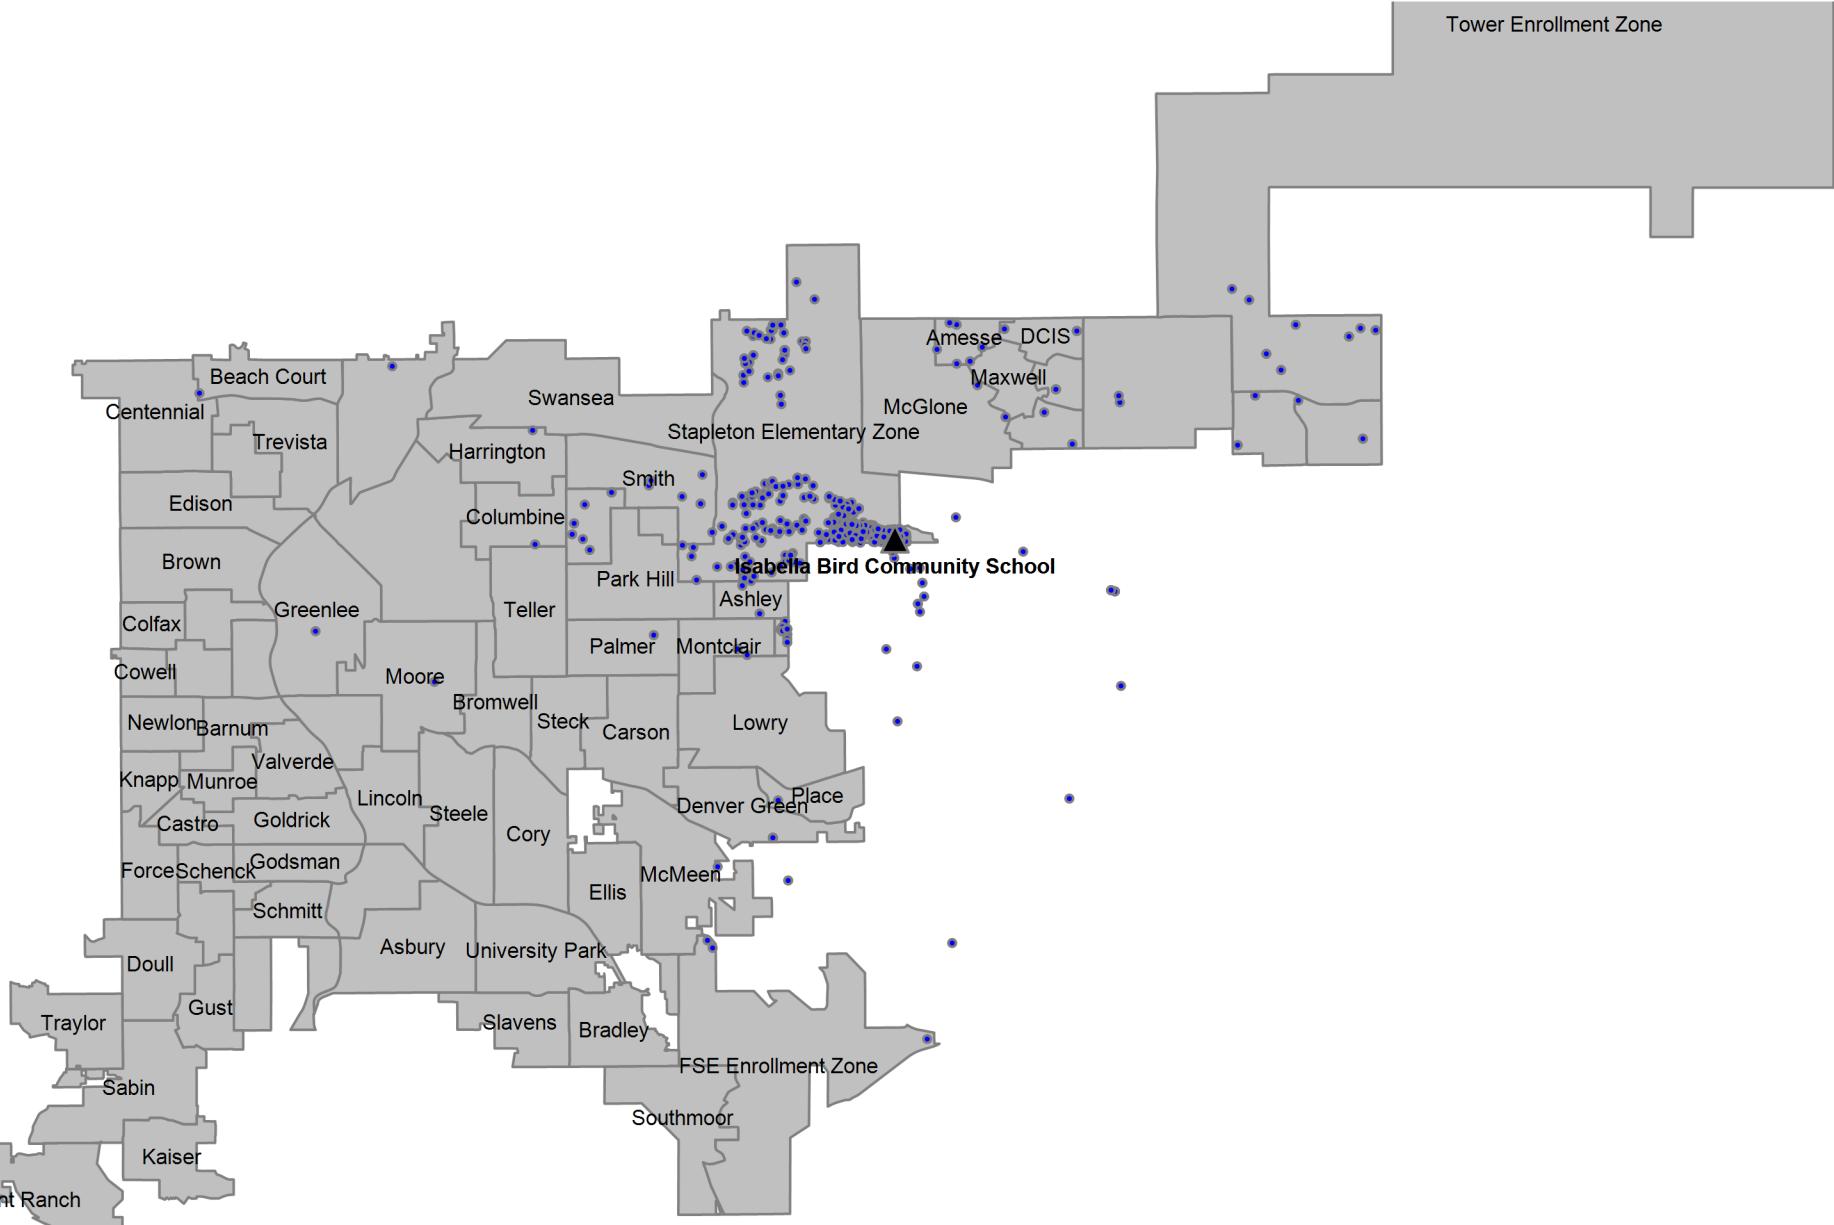 Tower Enrollment Zone
Amesse
DCIS
Beach Court
Maxwell
Swansea
McGlone
Centennial
Stapleton Elementary Zone
Trevista
Harrington
Smith
Edison
Columbine
Brown
Isabella Bird Community School
Park Hill
Ashley
Greenlee
Teller
Colfax
Palmer
Montclair
Cowell
Moore
Bromwell
Steck
Newlon
Barnum
Lowry
Carson
Valverde
Knapp
Munroe
Lincoln
Place
Denver Green
Steele
Goldrick
Castro
Cory
Godsman
Force
Schenck
McMeen
Ellis
Schmitt
Asbury
University Park
Doull
Gust
Traylor
Slavens
Bradley
FSE Enrollment Zone
Sabin
Southmoor
Kaiser
nt Ranch